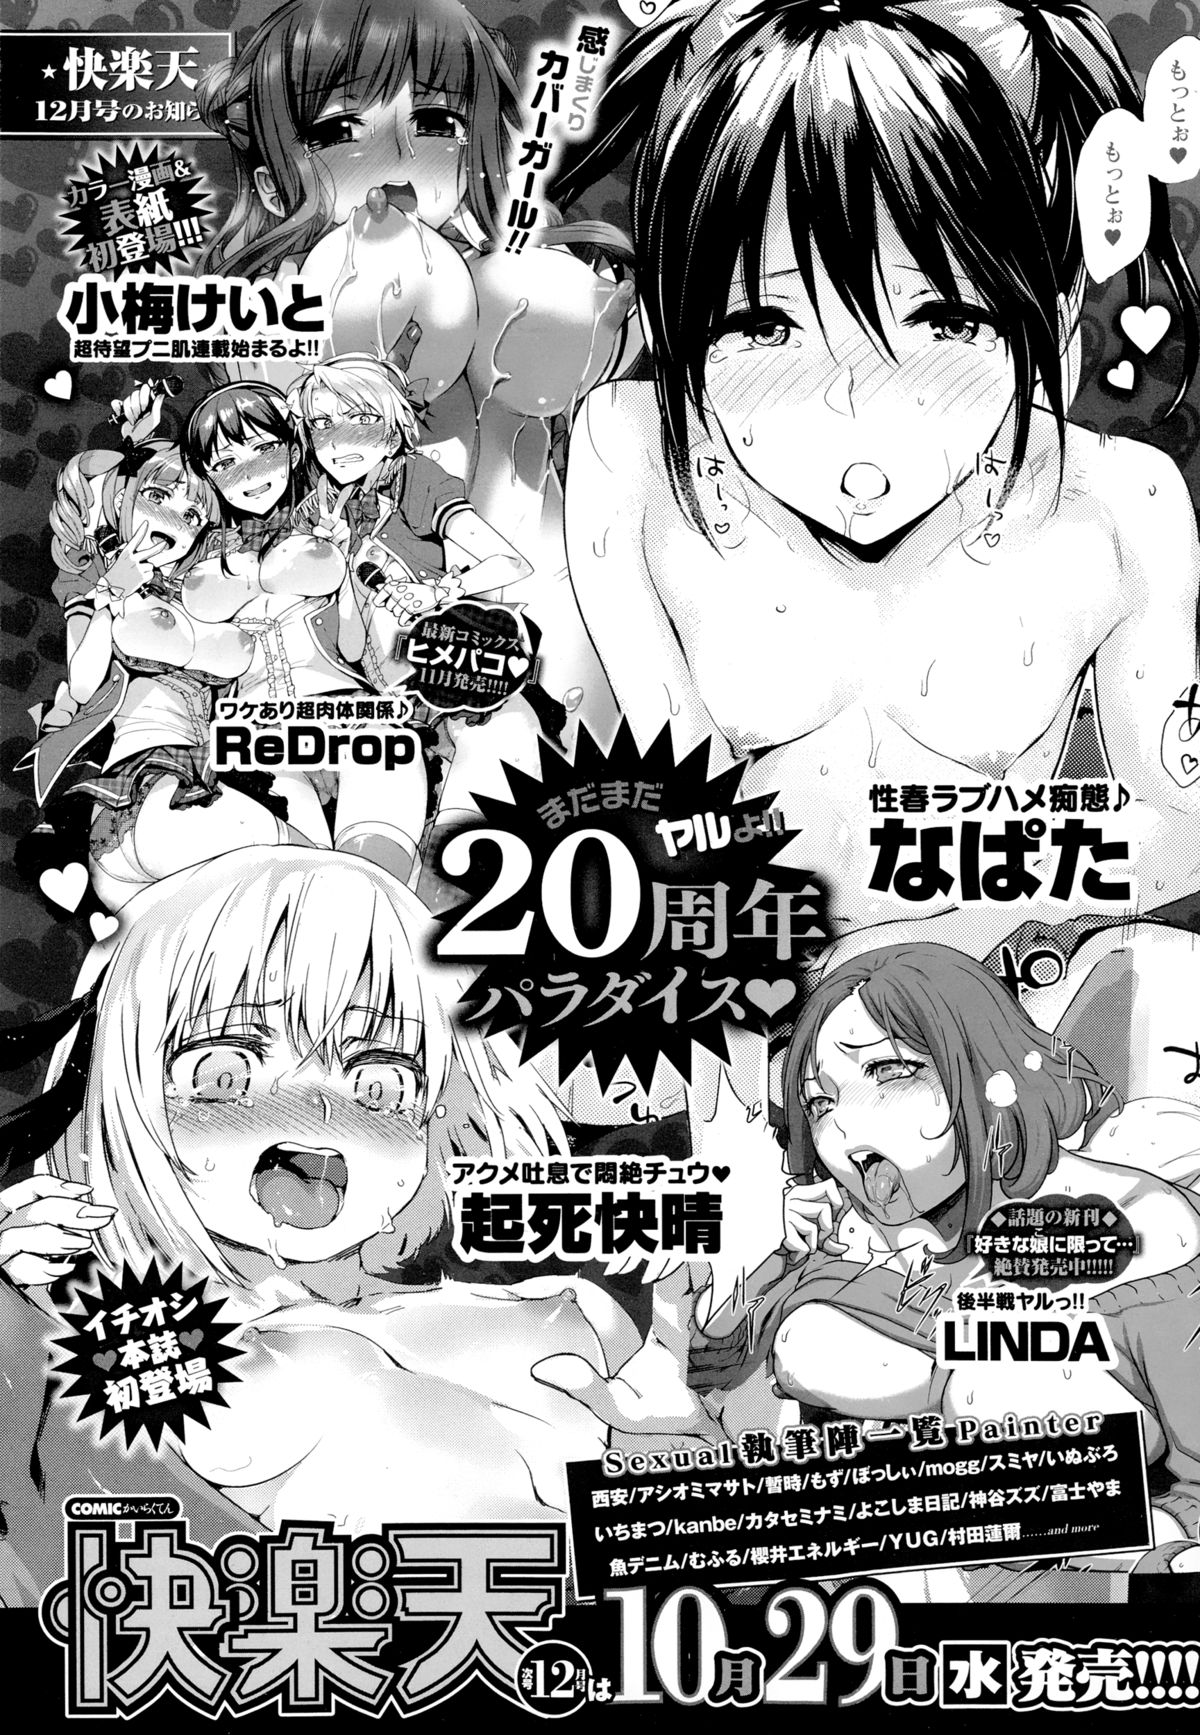 快楽天
12月号のお知ら
カラー漫画&
表紙
初登場!!!
小梅けいと
超待望プニ肌連載始まるよ!!
感じまくり
カバーガール!!
もっとぉ♥
もっとぉ♥
はーっ
はーっ
最新コミックス
『ヒメパコ♥』
11月発売!!!!
ワケあり超肉体関係♪
ReDrop
性春ラブハメ痴態♪
なぱた
まだまだ
ヤルよ!!
20周年
パラダイス♥
アクメ吐息で悶絶チュウ♥
起死快晴
イチオシ
♥本誌♥
初登場
◆話題の新刊◆
『好きな娘に限って…』
絶賛発売中!!!!!
後半戦ヤルっ!!
LINDA
Sexual執筆陣一覧Painter
西安/アシオミマサト/暫時/もず/ぼっしぃ/mogg/スミヤ/いぬぶろ
いちまつ/kanbe/カタセミナミ/よこしま日記/神谷ズズ/富士やま
魚デニム/むふる/櫻井エネルギー/YUG/村田蓮爾……and more
COMICかいらくてん
快楽天
次号12月号は10月29日水発売!!!!